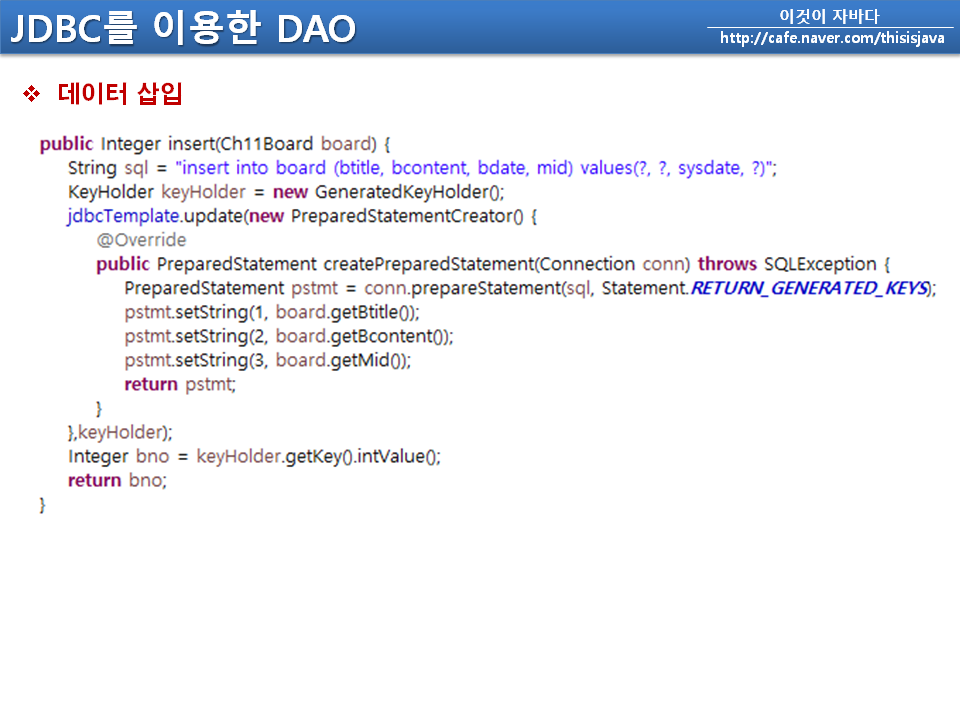 JDBC를 이용한 DAO
이것이 자바다
http://cafe.naver.com/thisisjava
❖ 데이터 삽입
public Integer insert(Ch11Board board) {
String sql = "insert into board (btitle, bcontent, bdate, mid) values(?, ?, sysdate, ?)";
KeyHolder keyHolder = new GeneratedKeyHolder();
jdbcTemplate.update(new PreparedStatementCreator() {
@Override
public PreparedStatement createPreparedStatement(Connection conn) throws SQLException {
PreparedStatement pstmt = conn.prepareStatement(sql, Statement.RETURN_GENERATED_KEYS);
pstmt.setString(1, board.getBtitle());
pstmt.setString(2, board.getBcontent());
pstmt.setString(3, board.getMid());
return pstmt;
}
},keyHolder);
Integer bno = keyHolder.getKey().intValue();
return bno;
}